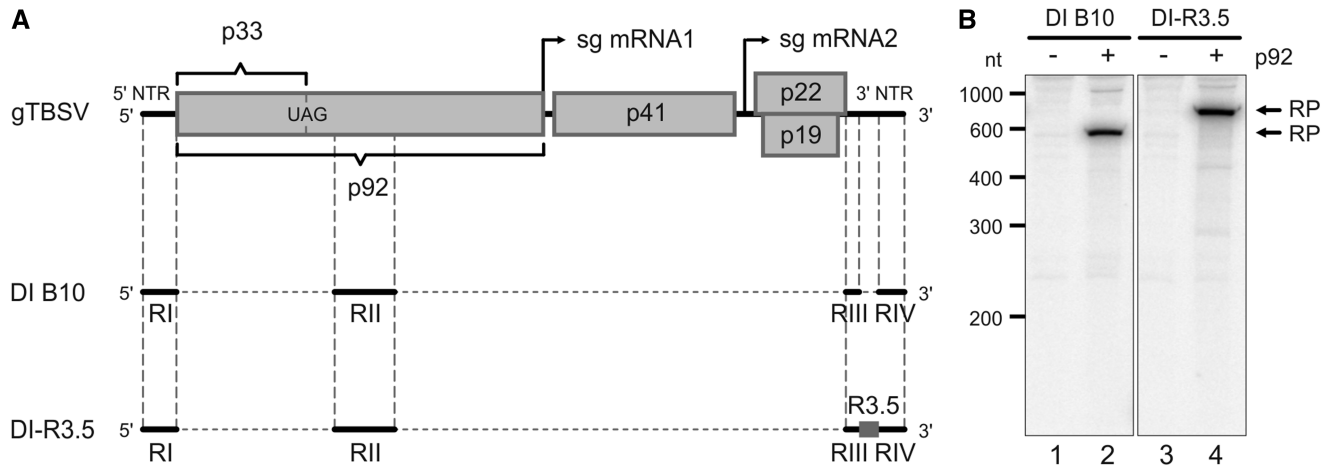 A
p33
sg mRNA1
sg mRNA2
5' NTR
3' NTR
gTBSV
5'
UAG
p41
p22
p19
3'
p92
DI B10
5'
3'
RI
RII
RIII
RIV
R3.5
DI-R3.5
5'
3'
RI
RII
RIII
RIV
B
DI B10
DI-R3.5
nt
-
+
-
+
p92
1000
600
400
300
200
RP
RP
1
2
3
4